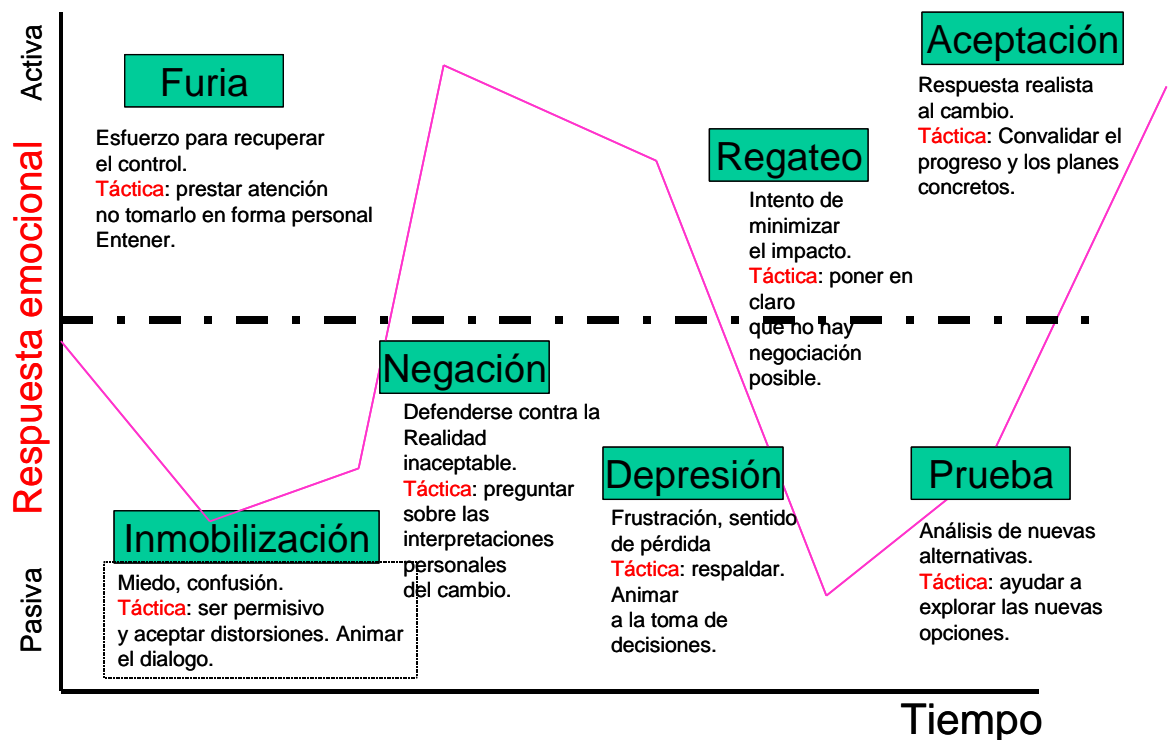 Activa
Respuesta emocional
Pasiva
Furia
Esfuerzo para recuperar
el control.
Táctica: prestar atención
no tomarlo en forma personal
Entener.
Inmobilización
Miedo, confusión.
Táctica: ser permisivo
y aceptar distorsiones. Animar
el dialogo.
Negación
Defenderse contra la
Realidad
inaceptable.
Táctica: preguntar
sobre las
interpretaciones
personales
del cambio.
Regateo
Intento de
minimizar
el impacto.
Táctica: poner en
claro
que no hay
negociación
posible.
Depresión
Frustración, sentido
de pérdida
Táctica: respaldar.
Animar
a la toma de
decisiones.
Aceptación
Respuesta realista
al cambio.
Táctica: Convalidar el
progreso y los planes
concretos.
Prueba
Análisis de nuevas
alternativas.
Táctica: ayudar a
explorar las nuevas
opciones.
Tiempo